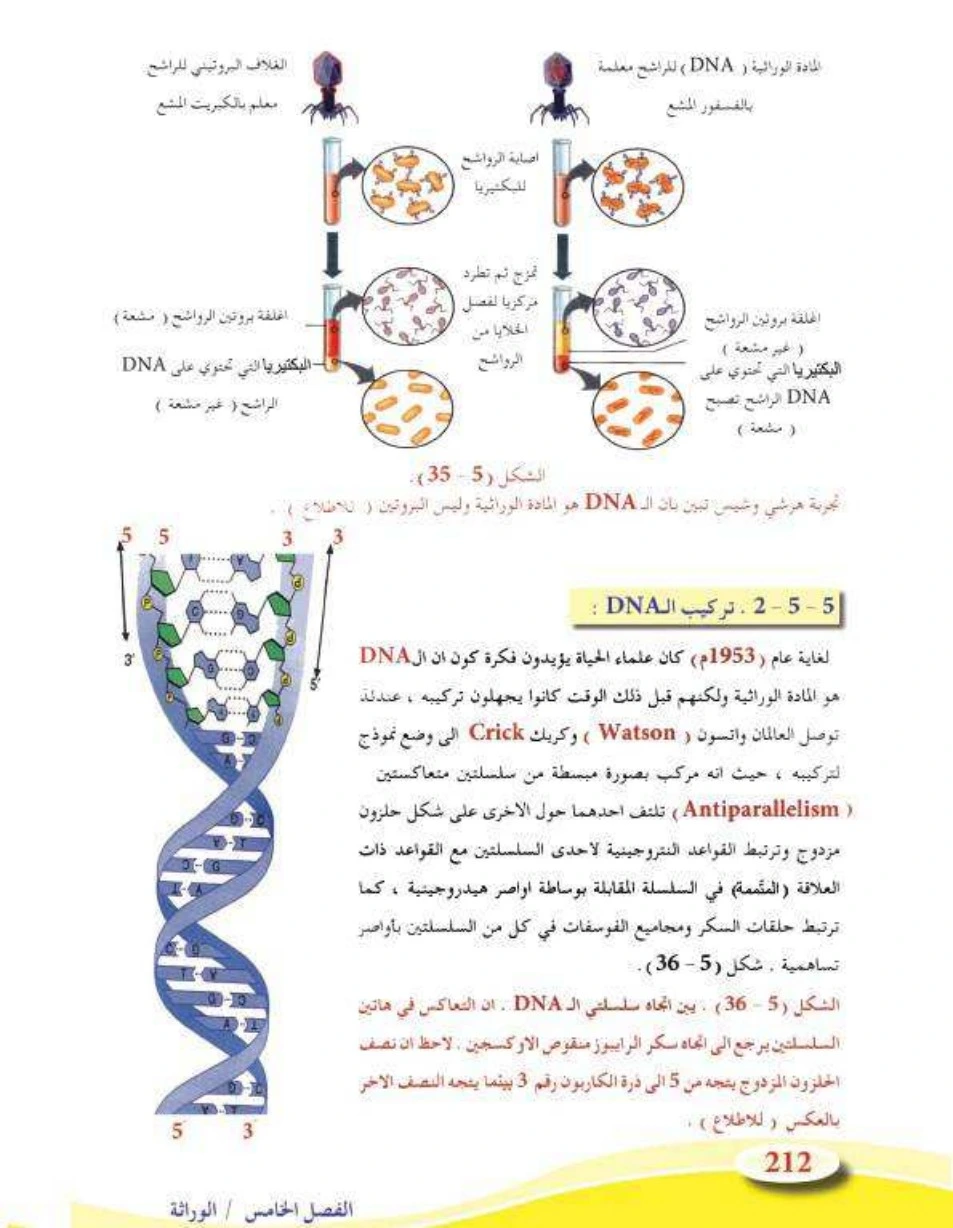 المادة الوراثية ( DNA ) للراشح معلمة
بالفسفور المشع
الغلاف البروتيني للراشح
معلم بالكبريت المشع
اصابة الرواشح
للبكتيريا
تمزج ثم تطرد
مركزيا لفصل
الخلايا من
الرواشح
اغلفة بروتين الرواشح
( غير مشعة )
البكتيريا التي تحتوي على
DNA الراشح تصبح
( مشعة )
اغلفة بروتين الرواشح ( مشعة )
البكتيريا التي تحتوي على DNA
الراشح ( غير مشعة )
الشكل ( 5 - 35 ) :
تجربة هرشي وشيس تبين بان الـ DNA هو المادة الوراثية وليس البروتين ( للاطلاع ) .
5 5 3 3
3' 5'
5 - 5 - 2 . تركيب الـDNA :
لغاية عام ( 1953م ) كان علماء الحياة يؤيدون فكرة كون ان الDNA
هو المادة الوراثية ولكنهم قبل ذلك الوقت كانوا يجهلون تركيبه ، عندئذ
توصل العالمان واتسون ( Watson ) وكريك Crick الى وضع نموذج
لتركيبه ، حيث انه مركب بصورة مبسطة من سلسلتين متعاكستين
( Antiparallelism ) تلتف احدهما حول الاخرى على شكل حلزون
مزدوج وترتبط القواعد النتروجينية لاحدى السلسلتين مع القواعد ذات
العلاقة (المتَّممة) في السلسلة المقابلة بوساطة اواصر هيدروجينية ، كما
ترتبط حلقات السكر ومجاميع الفوسفات في كل من السلسلتين بأواصر
تساهمية . شكل ( 5 - 36 ) .
الشكل ( 5 - 36 ) . يبين اتجاه سلسلتي الـ DNA . ان التعاكس في هاتين
السلسلتين يرجع الى اتجاه سكر الرايبوز منقوص الاوكسجين . لاحظ ان نصف
الحلزون المزدوج يتجه من 5 الى ذرة الكاربون رقم 3 بينما يتجه النصف الاخر
بالعكس ( للاطلاع ) .
5' 3'
212
الفصل الخامس / الوراثة